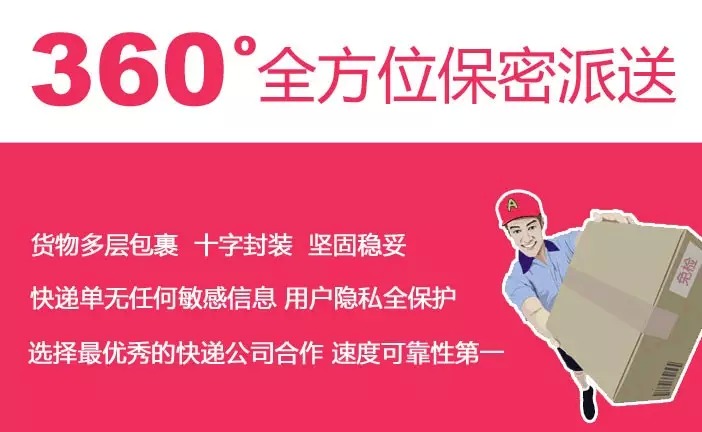 360°全方位保密派送
货物多层包裹 十字封装 坚固稳妥
快递单无任何敏感信息 用户隐私全保护
选择最优秀的快递公司合作 速度可靠性第一
A
免检